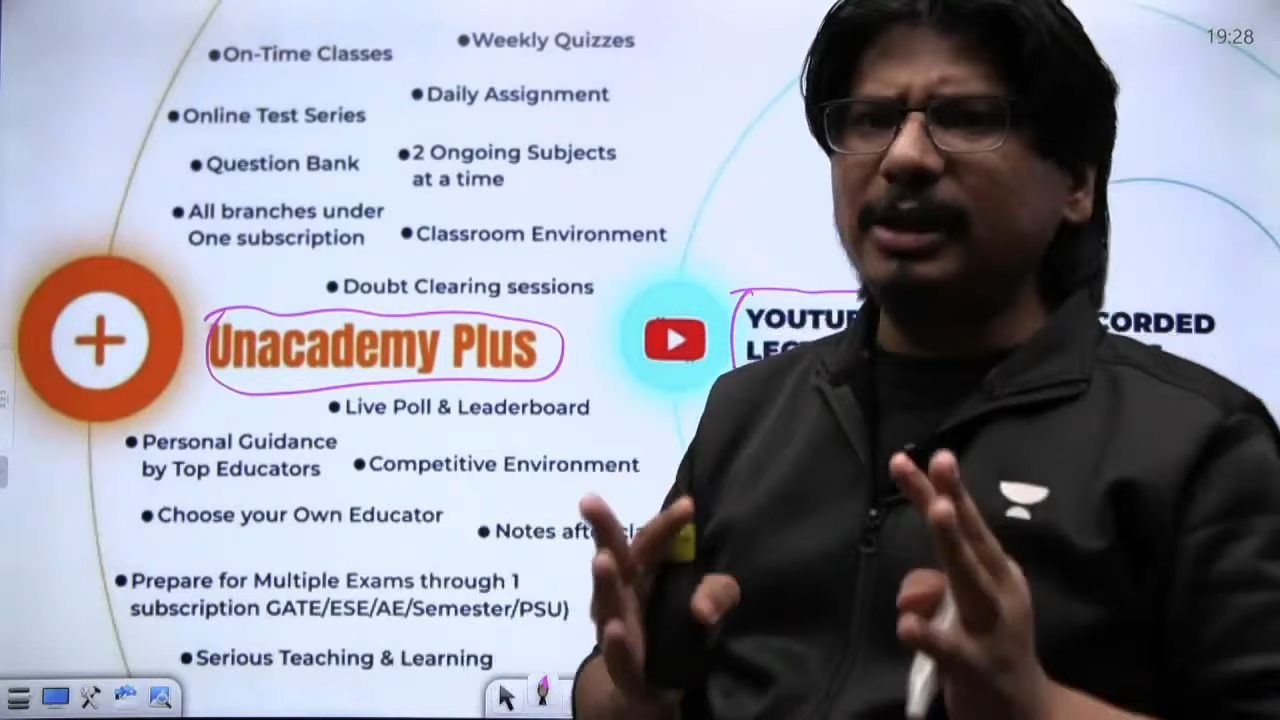 19:28
On-Time Classes
Weekly Quizzes
Daily Assignment
Online Test Series
Question Bank
2 Ongoing Subjects
at a time
All branches under
One subscription
Classroom Environment
Doubt Clearing sessions
Unacademy Plus
Live Poll & Leaderboard
Personal Guidance
by Top Educators
Competitive Environment
Choose your Own Educator
Notes
Prepare for Multiple Exams through 1
subscription GATE/ESE/AE/Semester/PSU)
Serious Teaching & Learning